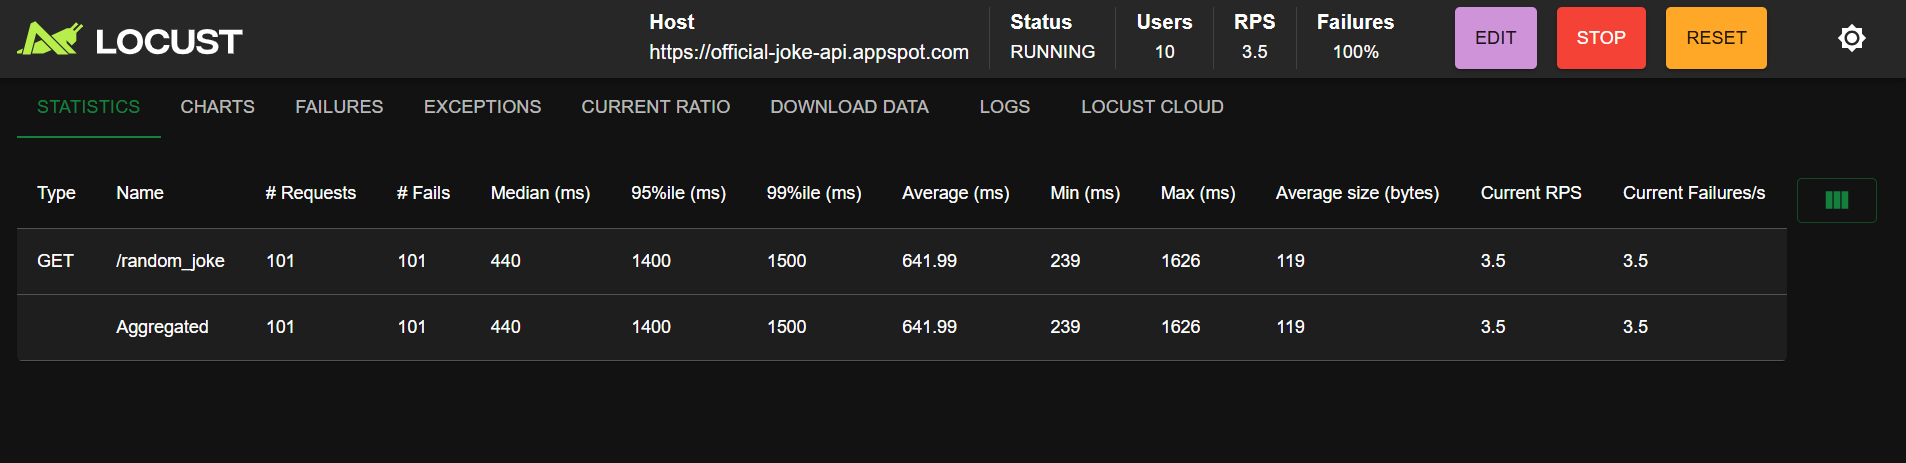 LOCUST
Host Status Users RPS Failures
https://official-joke-api.appspot.com RUNNING 10 3.5 100%
EDIT STOP RESET
STATISTICS CHARTS FAILURES EXCEPTIONS CURRENT RATIO DOWNLOAD DATA LOGS LOCUST CLOUD
Type Name # Requests # Fails Median (ms) 95%ile (ms) 99%ile (ms) Average (ms) Min (ms) Max (ms) Average size (bytes) Current RPS Current Failures/s
GET /random_joke 101 101 440 1400 1500 641.99 239 1626 119 3.5 3.5
Aggregated 101 101 440 1400 1500 641.99 239 1626 119 3.5 3.5